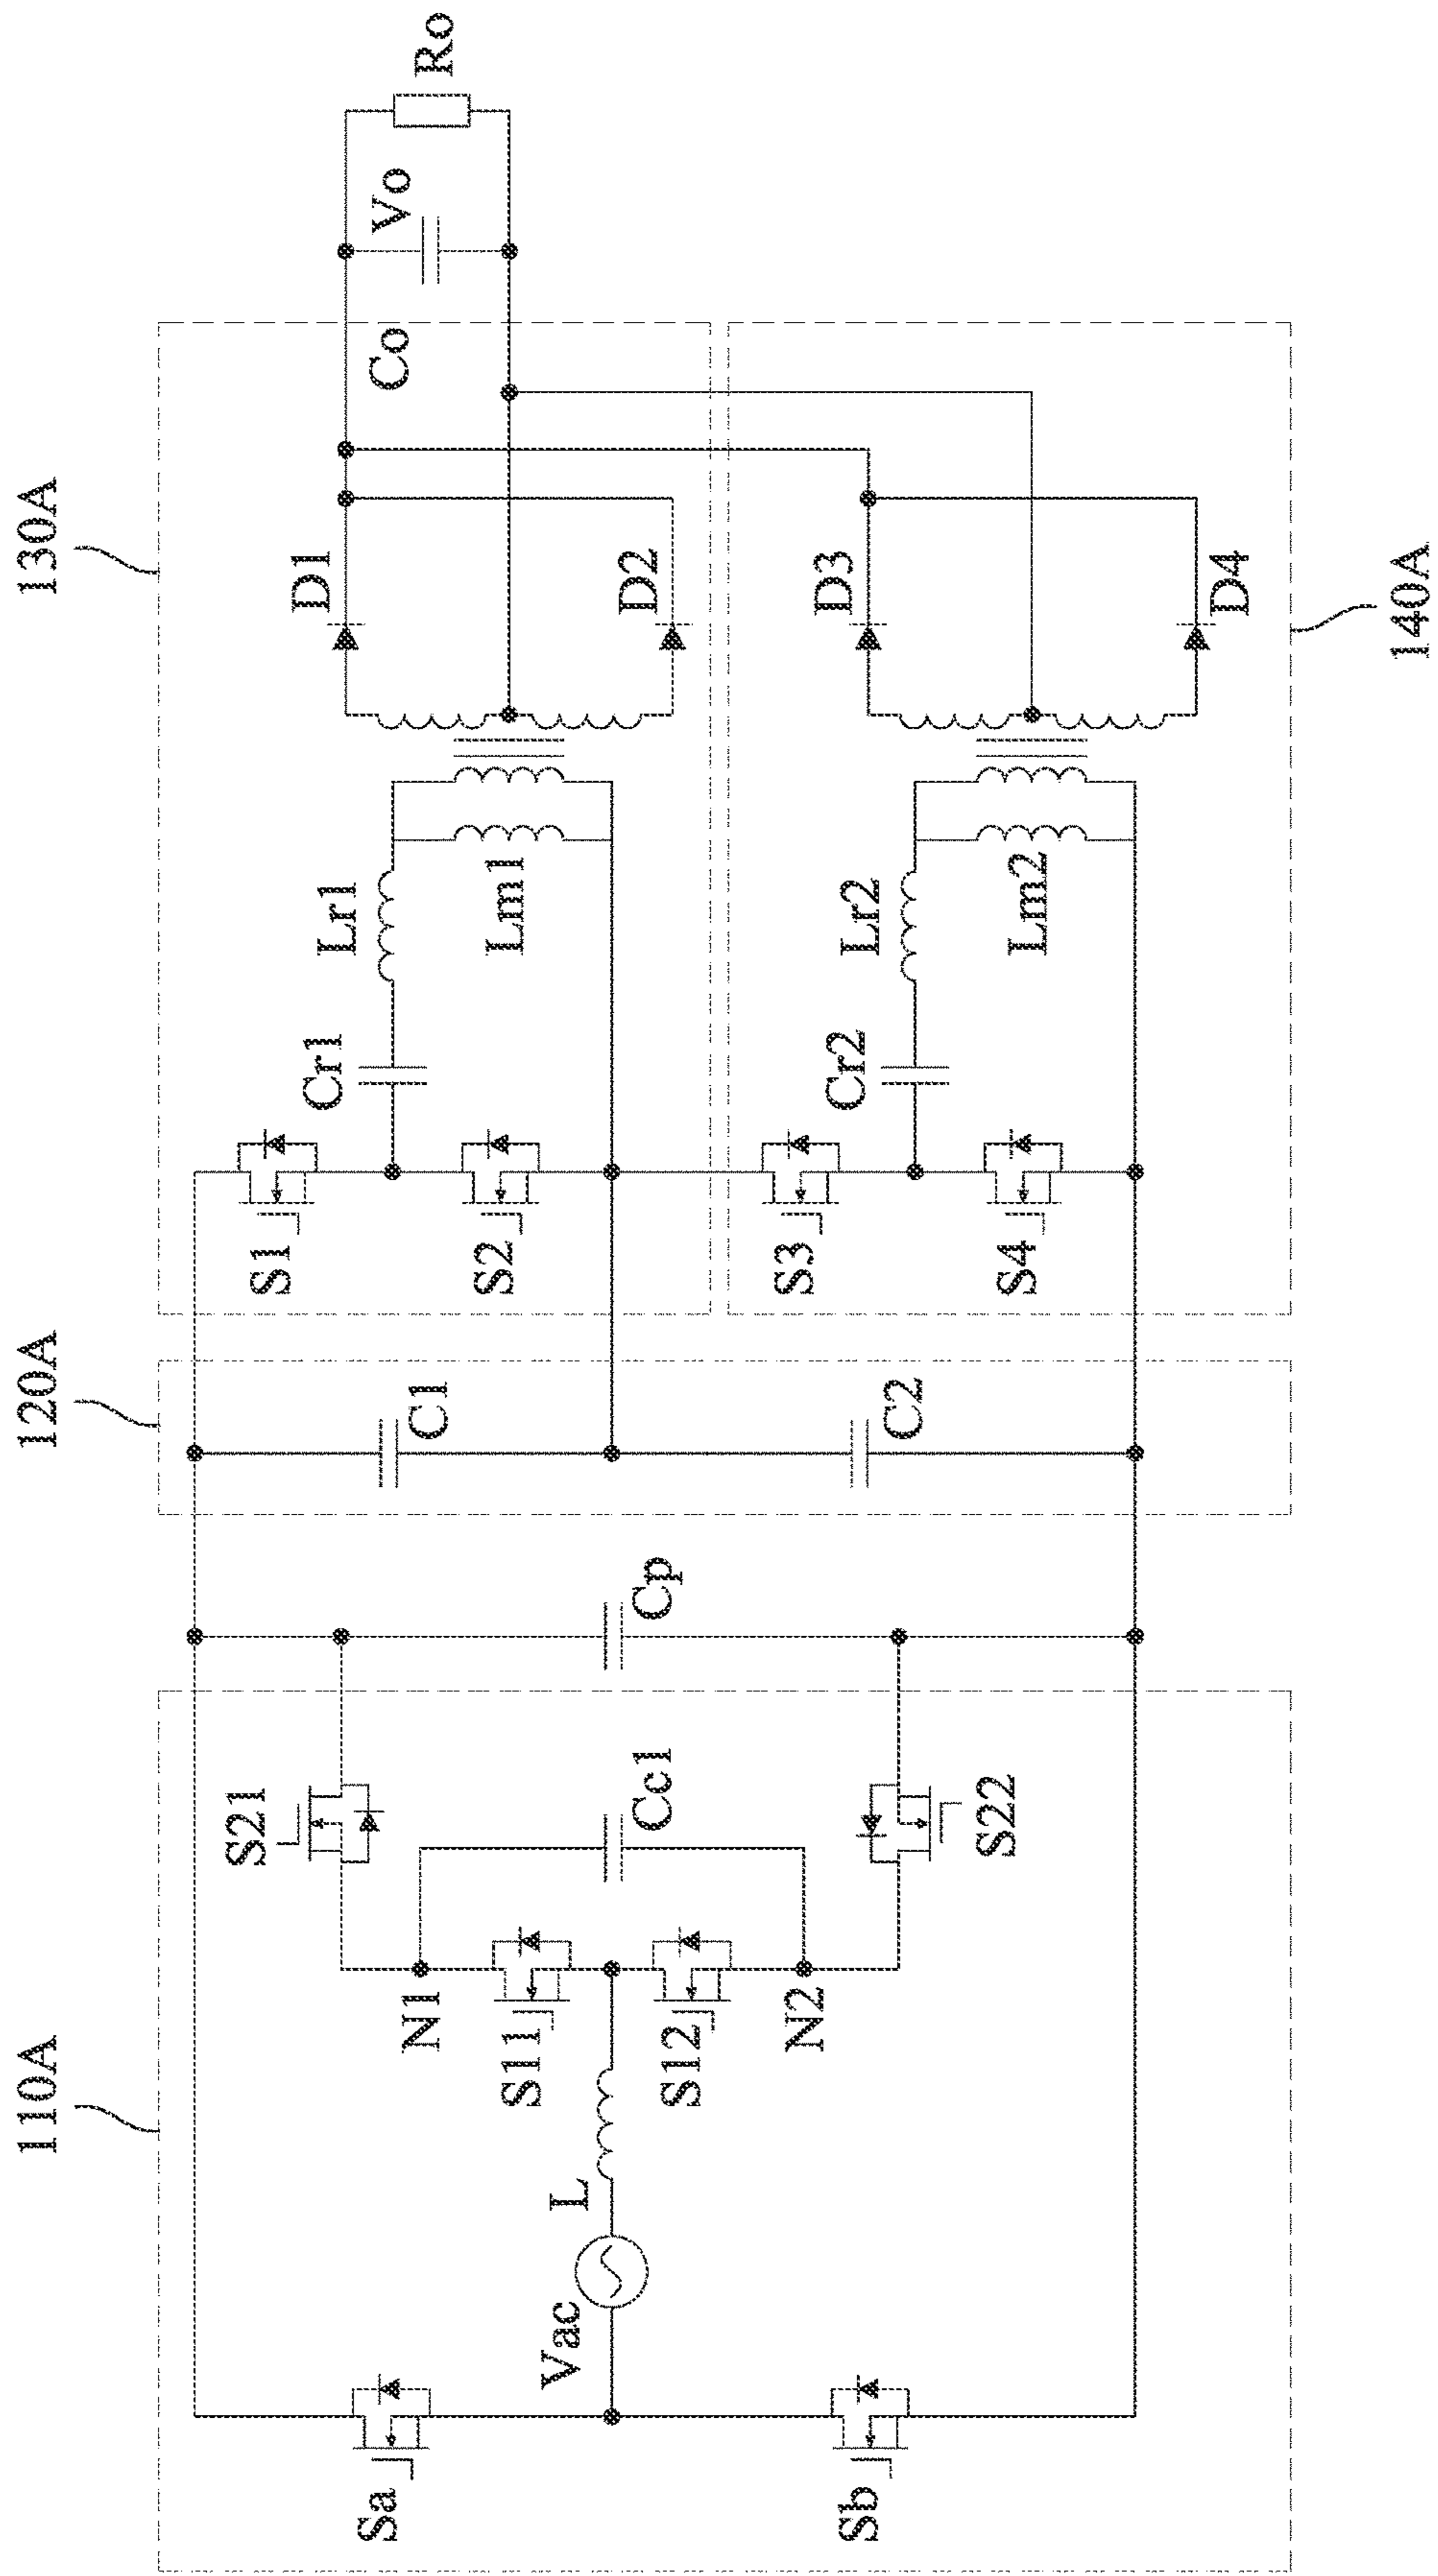 110A
120A
130A
Sa
Sb
Vac
L
S11
S12
N1
N2
S21
S22
Cc1
Cp
C1
C2
S1
S2
S3
S4
Cr1
Lr1
Lm1
Cr2
Lr2
Lm2
D1
D2
D3
D4
Co
Vo
Ro
140A